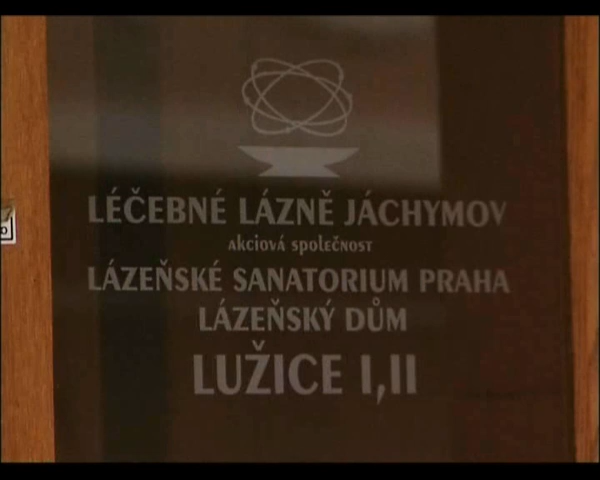 LÉČEBNÉ LÁZNĚ JÁCHYMOV
AKCIOVÁ SPOLEČNOST
LÁZEŇSKÉ SANATORIUM PRAHA
LÁZEŇSKÝ DŮM
LUŽICE I,II